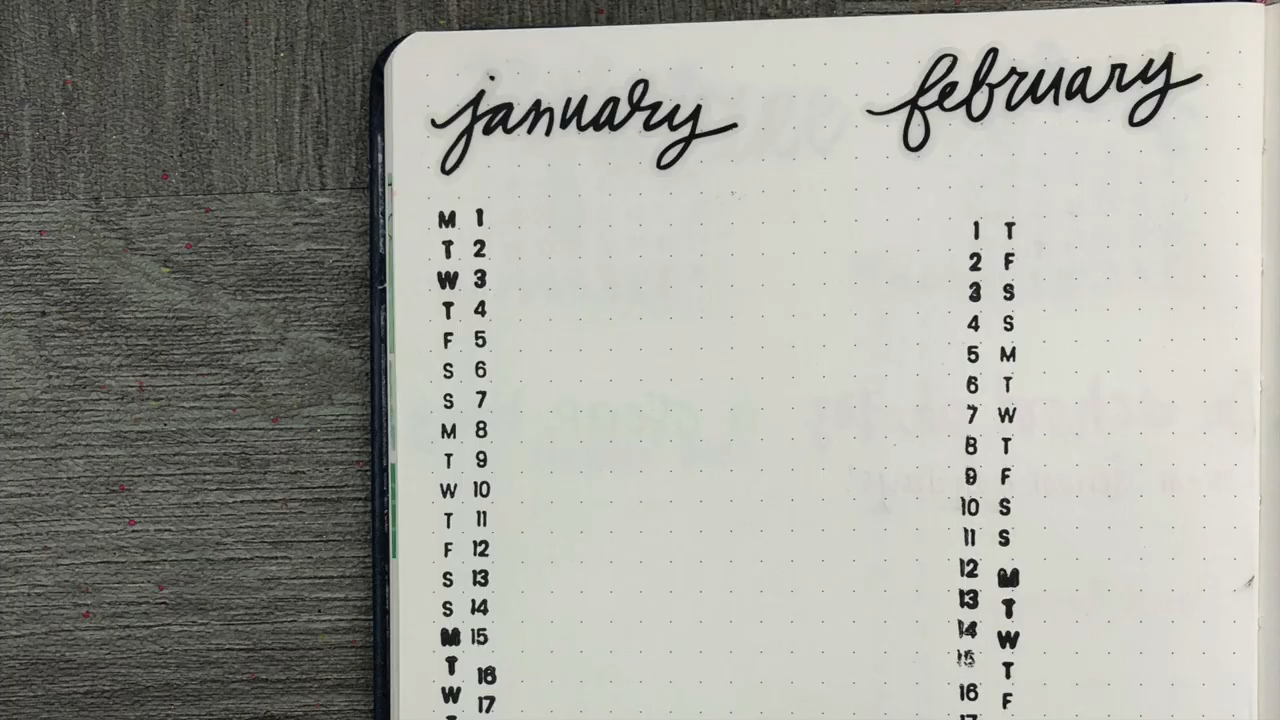 january
M 1
T 2
W 3
T 4
F 5
S 6
S 7
M 8
T 9
W 10
T 11
F 12
S 13
S 14
M 15
T 16
W 17
february
1 T
2 F
3 S
4 S
5 M
6 T
7 W
8 T
9 F
10 S
11 S
12 M
13 T
14 W
15 T
16 F
17